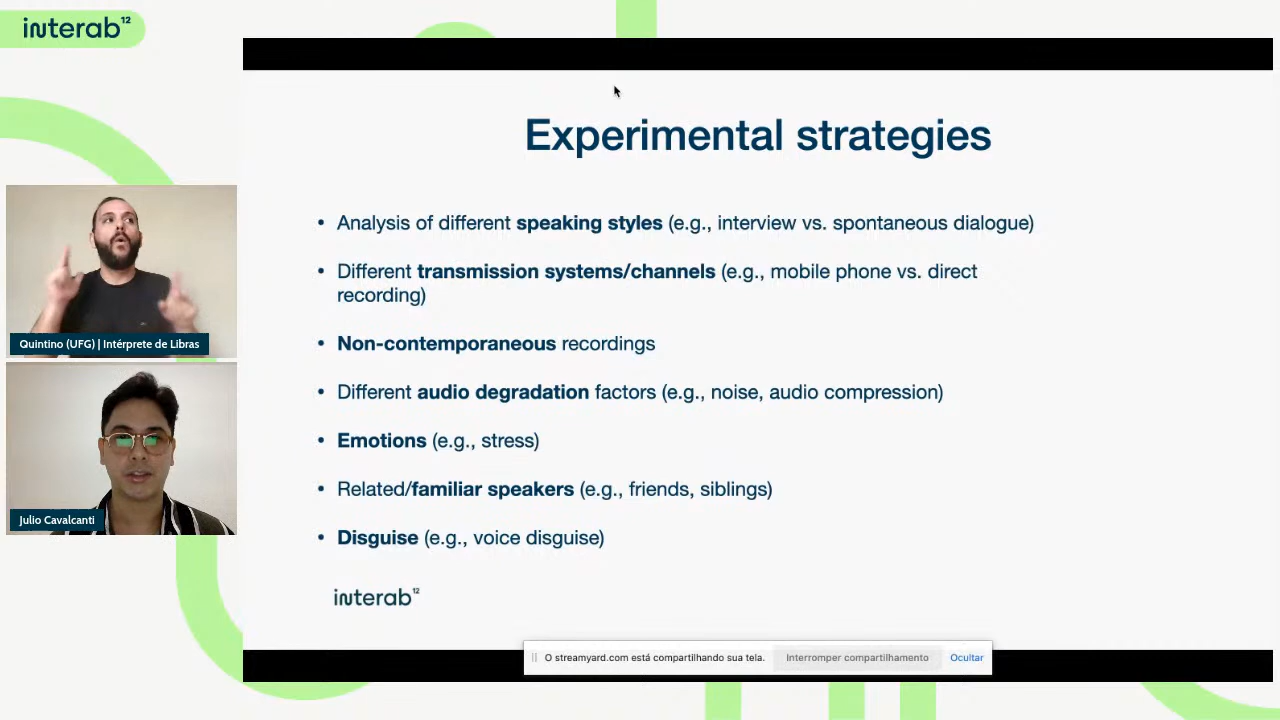 interab¹²
Experimental strategies
• Analysis of different speaking styles (e.g., interview vs. spontaneous dialogue)
• Different transmission systems/channels (e.g., mobile phone vs. direct
recording)
• Non-contemporaneous recordings
• Different audio degradation factors (e.g., noise, audio compression)
• Emotions (e.g., stress)
• Related/familiar speakers (e.g., friends, siblings)
• Disguise (e.g., voice disguise)
interab¹²
Quintino (UFG) | Intérprete de Libras
Julio Cavalcanti
O streamyard.com está compartilhando sua tela. Interromper compartilhamento Ocultar